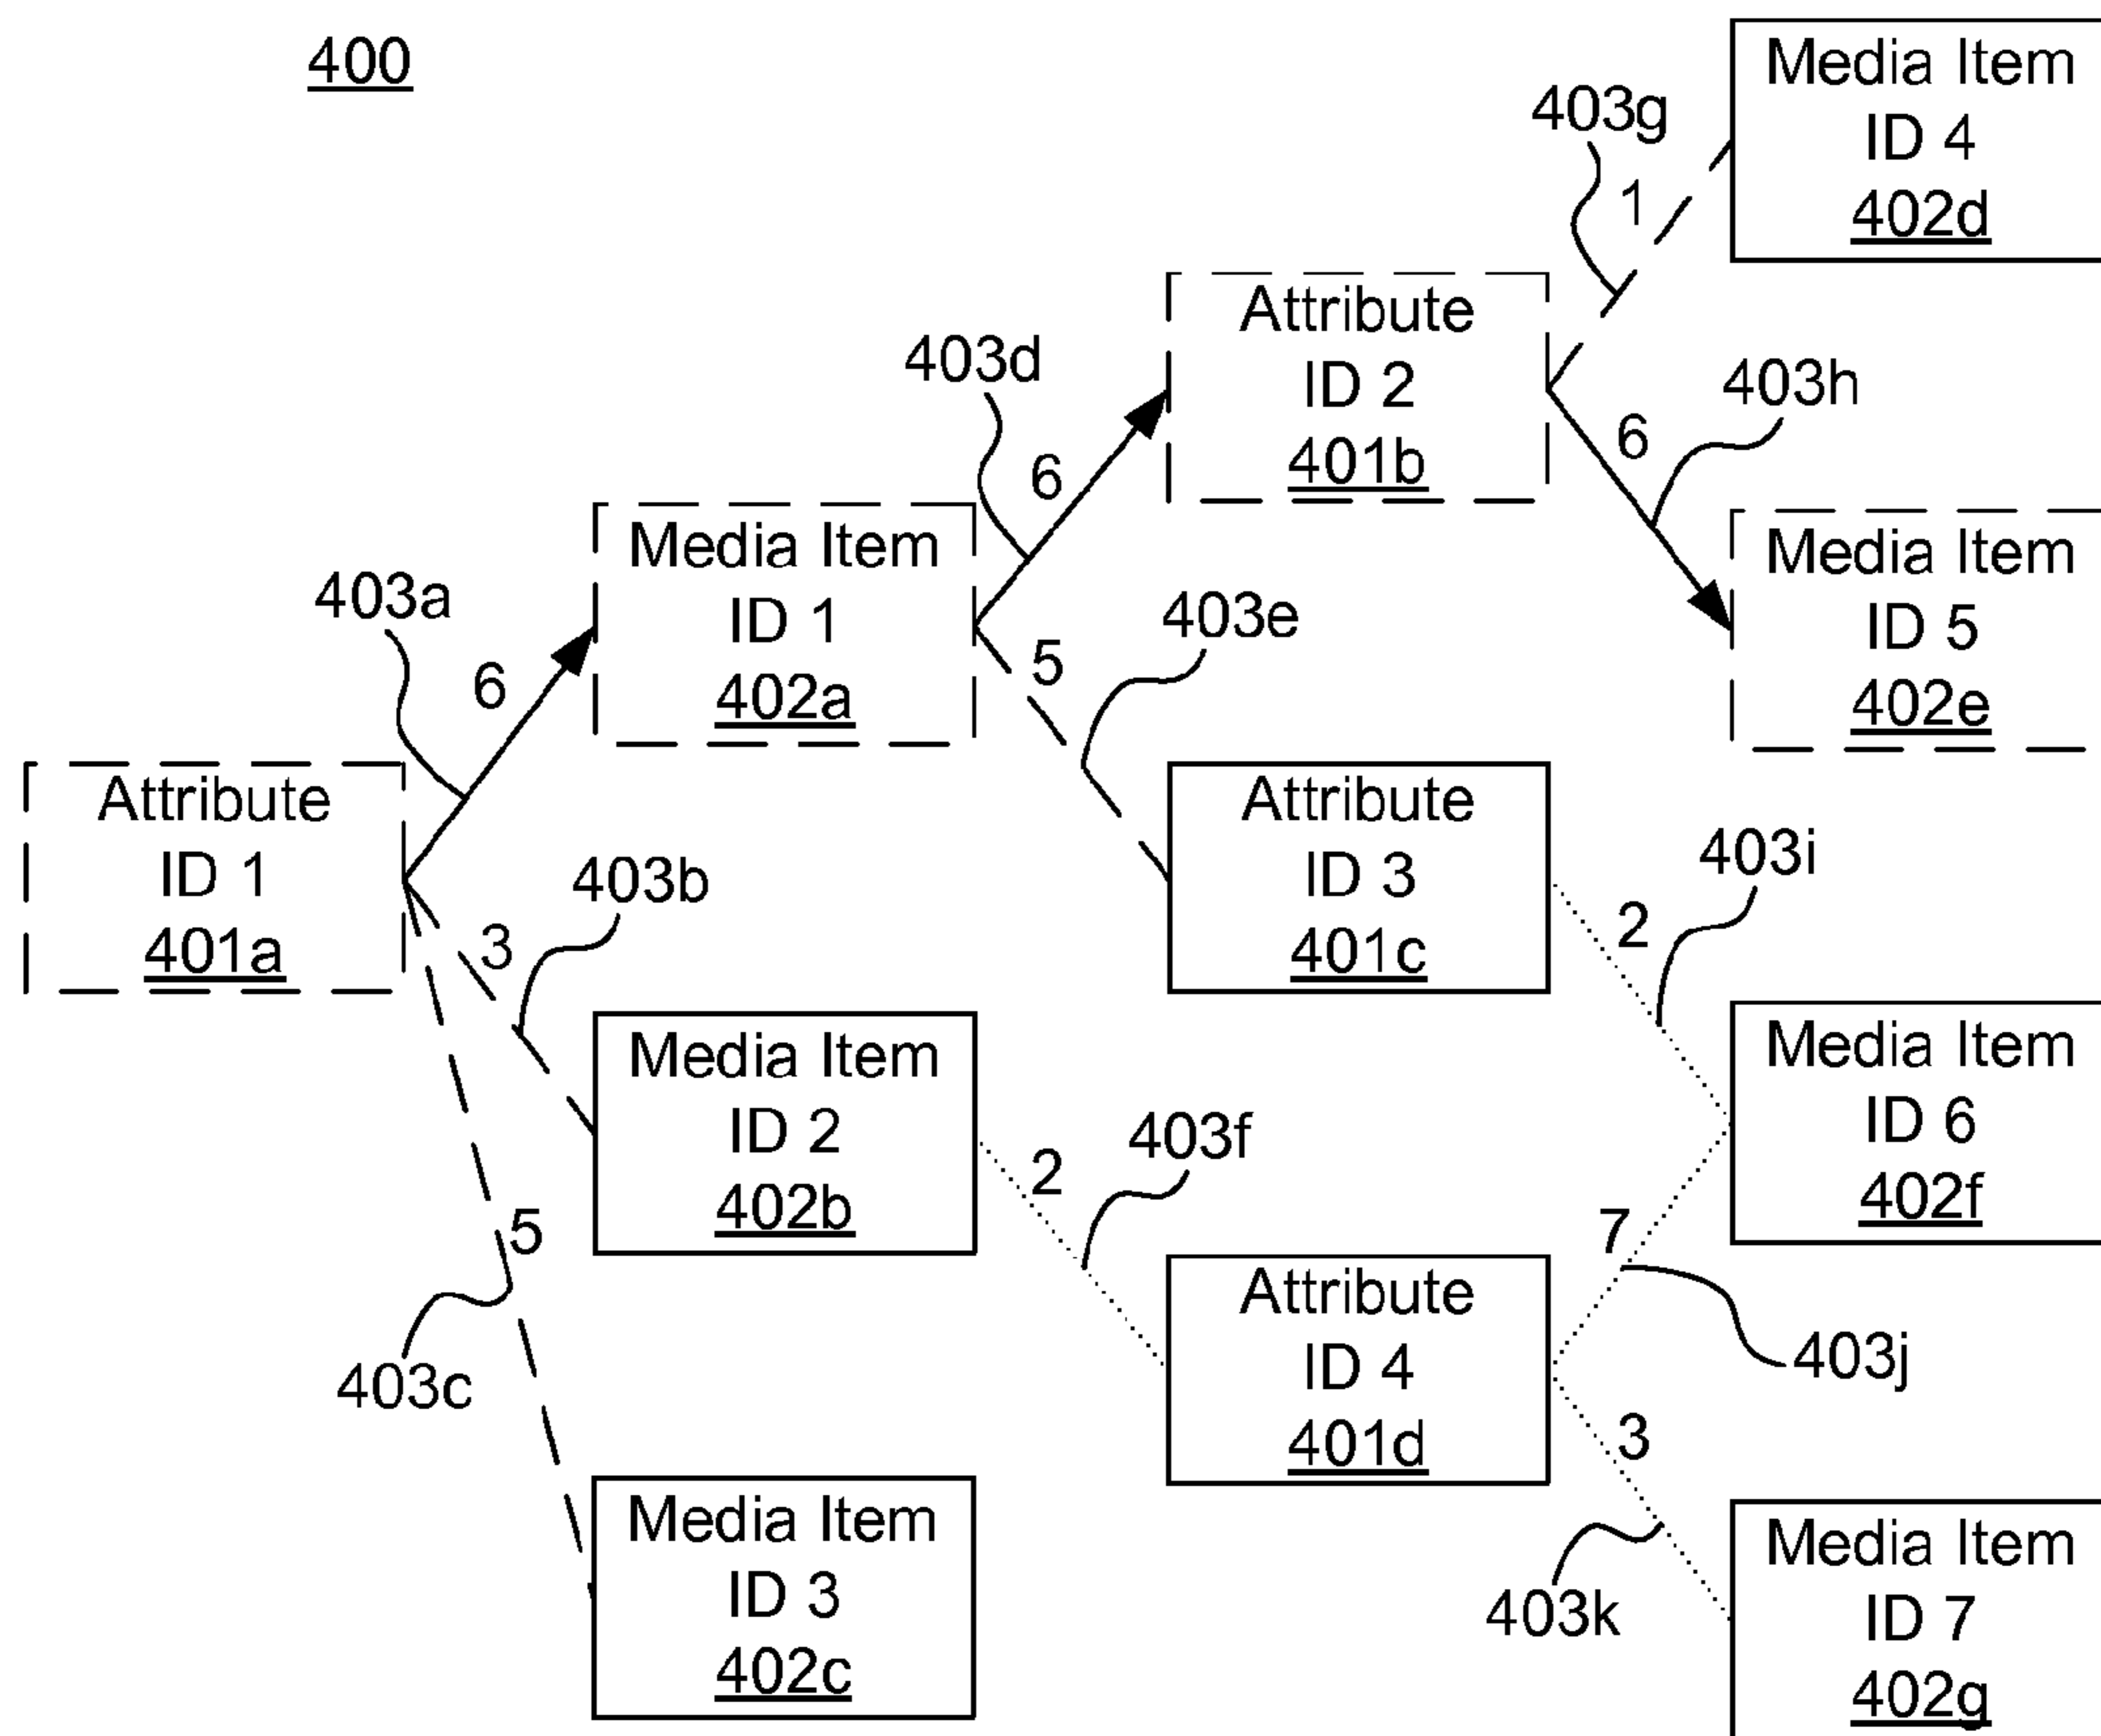 400
Media Item
ID 4
402d
403g
1
Attribute
ID 2
401b
403d
6
403h
6
Media Item
ID 5
402e
Media Item
ID 1
402a
403a
6
403e
5
Attribute
ID 1
401a
Attribute
ID 3
401c
403b
3
403i
2
Media Item
ID 2
402b
Media Item
ID 6
402f
403f
2
403c
5
Attribute
ID 4
401d
7
403j
3
403k
Media Item
ID 3
402c
Media Item
ID 7
402g